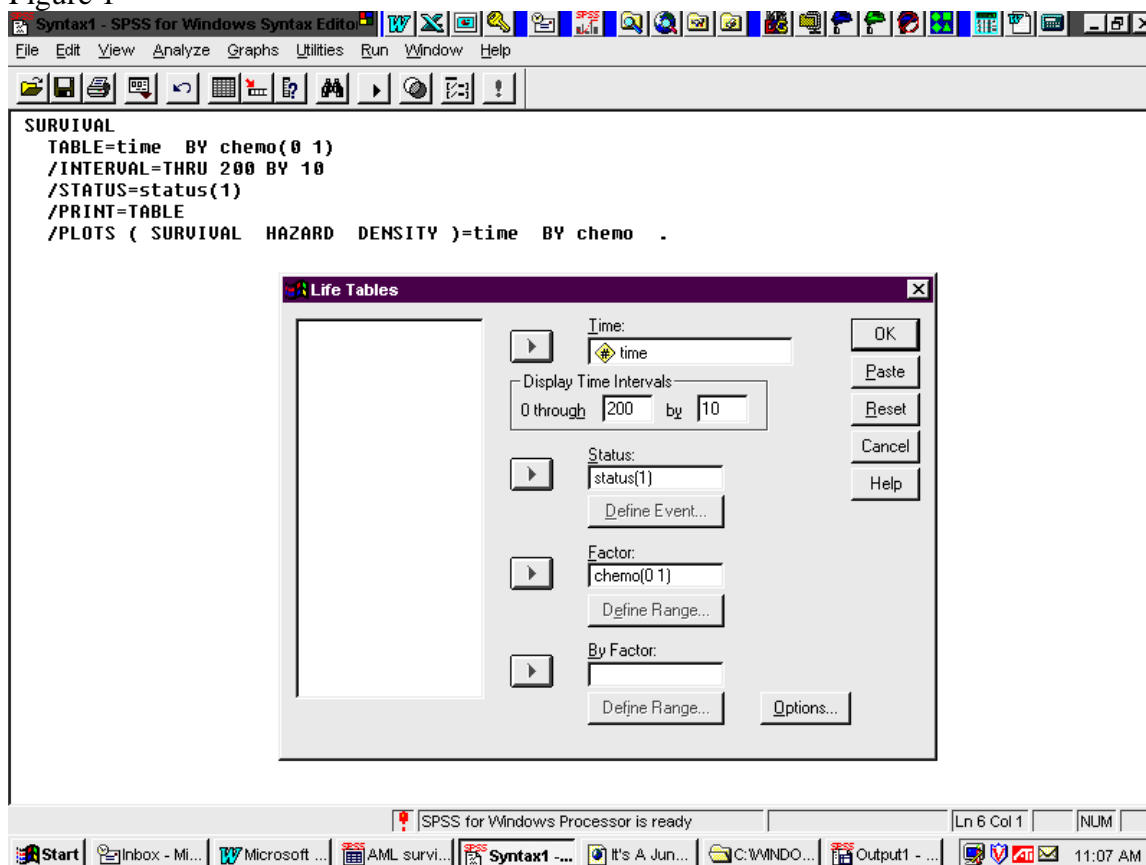 Figure 1
Syntax1 - SPSS for Windows Syntax Edito
File Edit View Analyze Graphs Utilities Run Window Help
SURVIVAL
TABLE=time BY chemo(0 1)
/INTERVAL=THRU 200 BY 10
/STATUS=status(1)
/PRINT=TABLE
/PLOTS ( SURVIVAL HAZARD DENSITY )=time BY chemo .
Life Tables
Time:
time
OK
Display Time Intervals
0 through 200 by 10
Paste
Reset
Cancel
Help
Status:
status(1)
Define Event...
Factor:
chemo(0 1)
Define Range...
By Factor:
Define Range...
Options...
SPSS for Windows Processor is ready
Ln 6 Col 1
NUM
Start Inbox - Mi... Microsoft ... AML survi... Syntax1 -... It's A Jun... C:\WINDO... Output1 - ... 11:07 AM